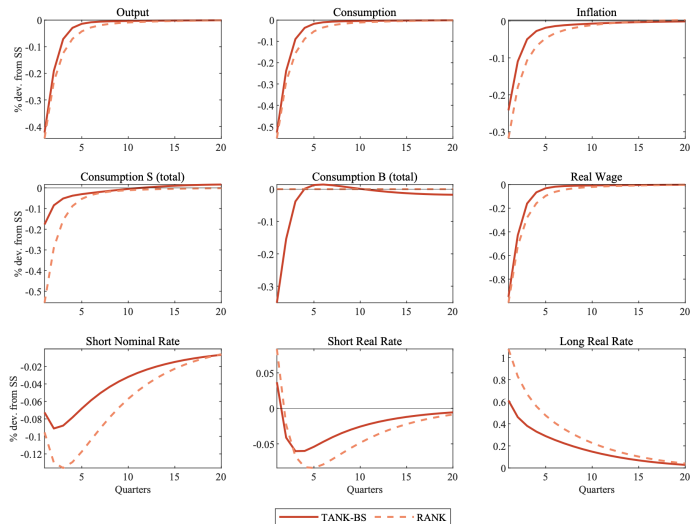 Output
Consumption
Inflation
% dev. from SS
0
-0.1
-0.2
-0.3
-0.4
5 10 15 20
0
-0.1
-0.2
-0.3
-0.4
-0.5
5 10 15 20
0
-0.1
-0.2
-0.3
5 10 15 20
Consumption S (total)
Consumption B (total)
Real Wage
% dev. from SS
0
-0.1
-0.2
-0.3
-0.4
-0.5
5 10 15 20
0
-0.1
-0.2
-0.3
5 10 15 20
0
-0.2
-0.4
-0.6
-0.8
5 10 15 20
Short Nominal Rate
Short Real Rate
Long Real Rate
% dev. from SS
-0.02
-0.04
-0.06
-0.08
-0.1
-0.12
5 10 15 20
Quarters
0.05
0
-0.05
5 10 15 20
Quarters
1
0.8
0.6
0.4
0.2
0
5 10 15 20
Quarters
TANK-BS RANK